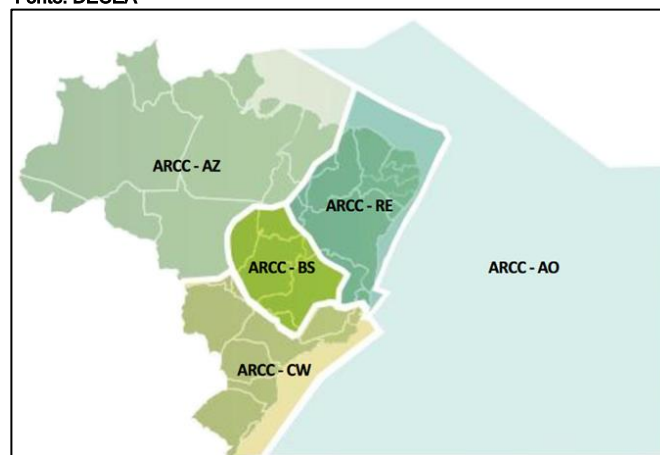 Fonte: DECEA
ARCC - AZ
ARCC - RE
ARCC - BS
ARCC - AO
ARCC - CW